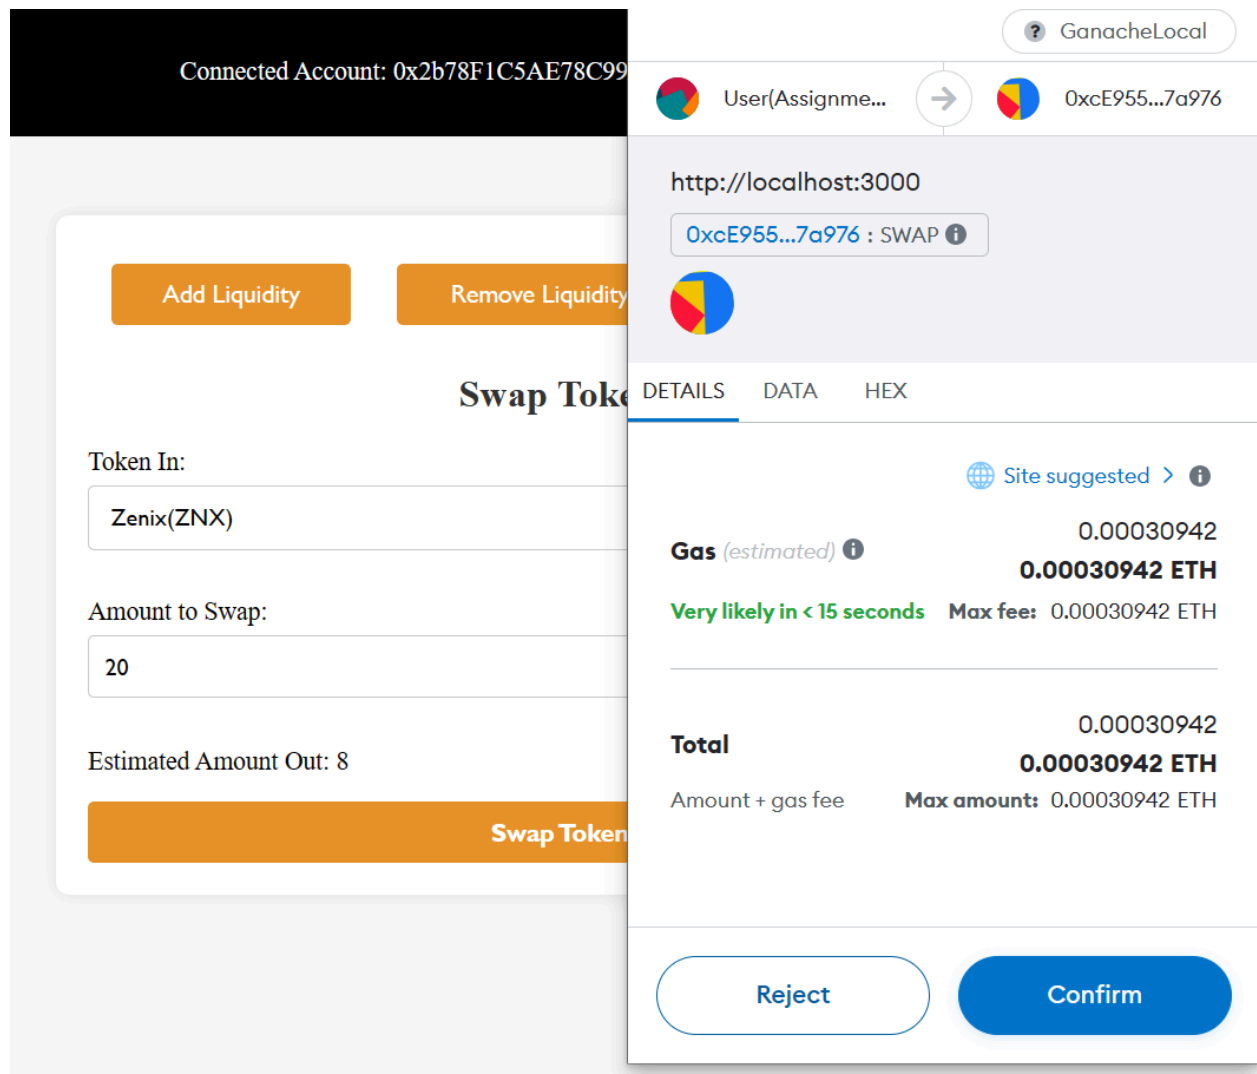 Connected Account: 0x2b78F1C5AE78C99
Add Liquidity
Remove Liquidity
Swap Toke
Token In:
Zenix(ZNX)
Amount to Swap:
20
Estimated Amount Out: 8
Swap Token
GanacheLocal
User(Assignme...
0xcE955...7a976
http://localhost:3000
0xcE955...7a976 : SWAP
DETAILS DATA HEX
Site suggested >
0.00030942
Gas (estimated) 0.00030942 ETH
Very likely in < 15 seconds Max fee: 0.00030942 ETH
0.00030942
Total 0.00030942 ETH
Amount + gas fee Max amount: 0.00030942 ETH
Reject
Confirm